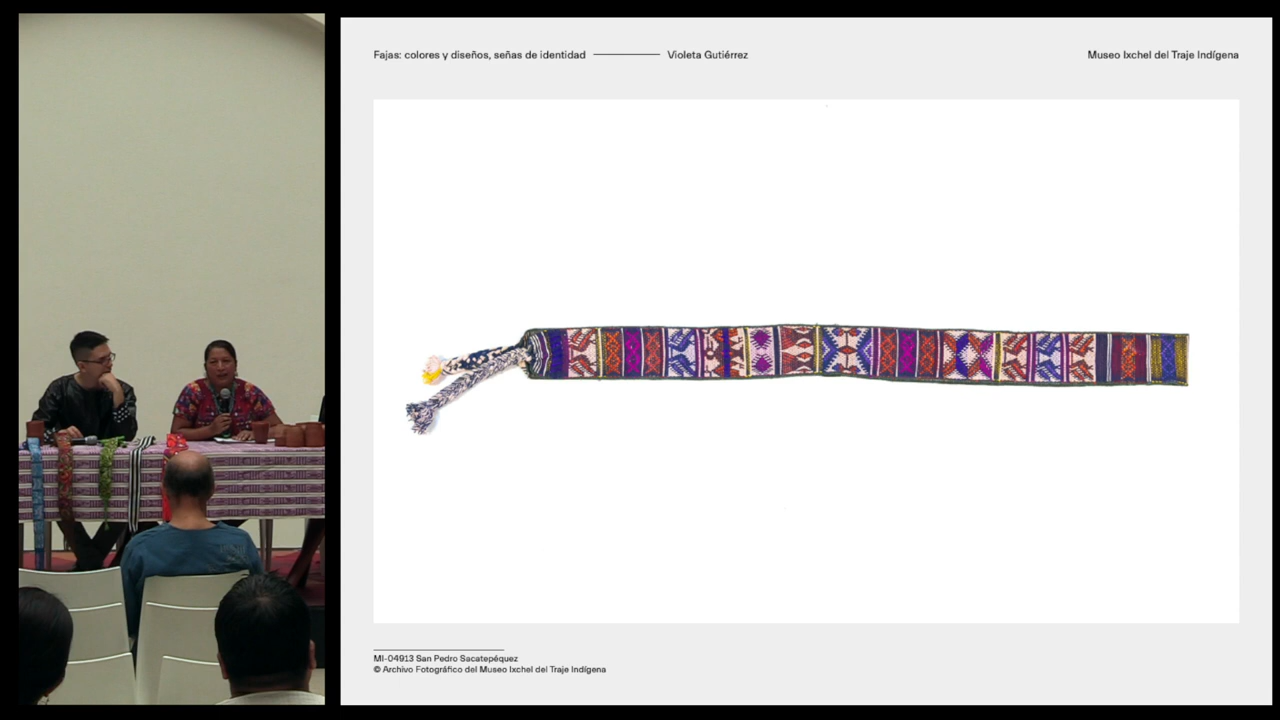 Fajas: colores y diseños, señas de identidad ——— Violeta Gutiérrez
Museo Ixchel del Traje Indígena
MI-04913 San Pedro Sacatepéquez
© Archivo Fotográfico del Museo Ixchel del Traje Indígena